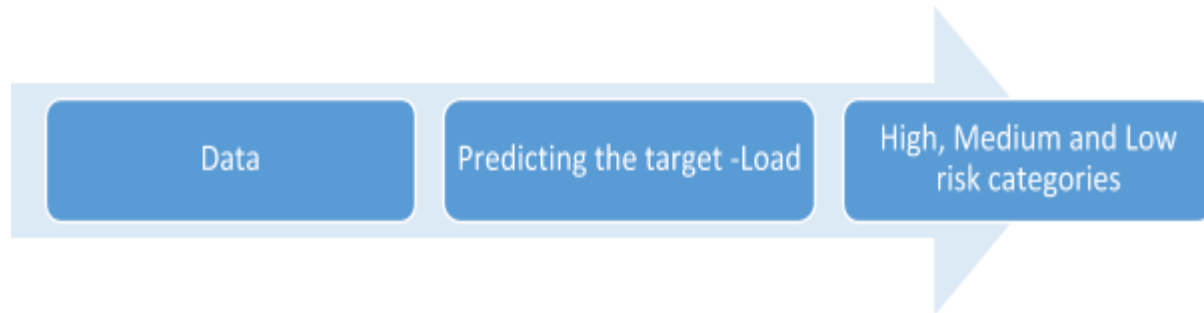 Data
Predicting the target -Load
High, Medium and Low
risk categories